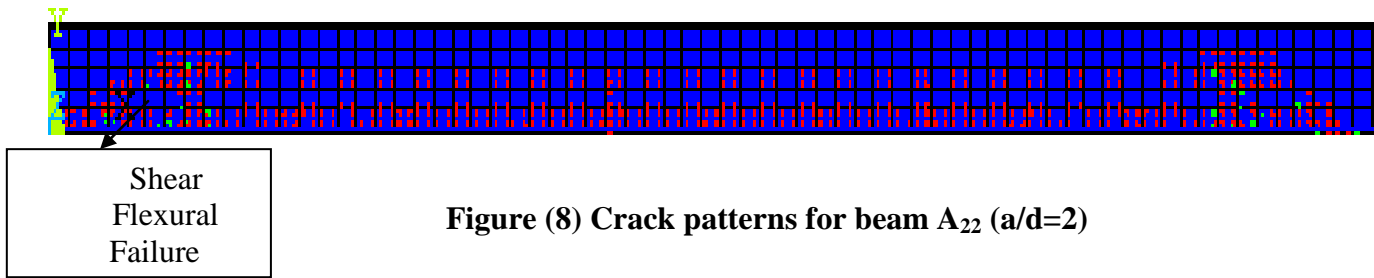 Shear
Flexural
Failure
Figure (8) Crack patterns for beam A₂₂ (a/d=2)